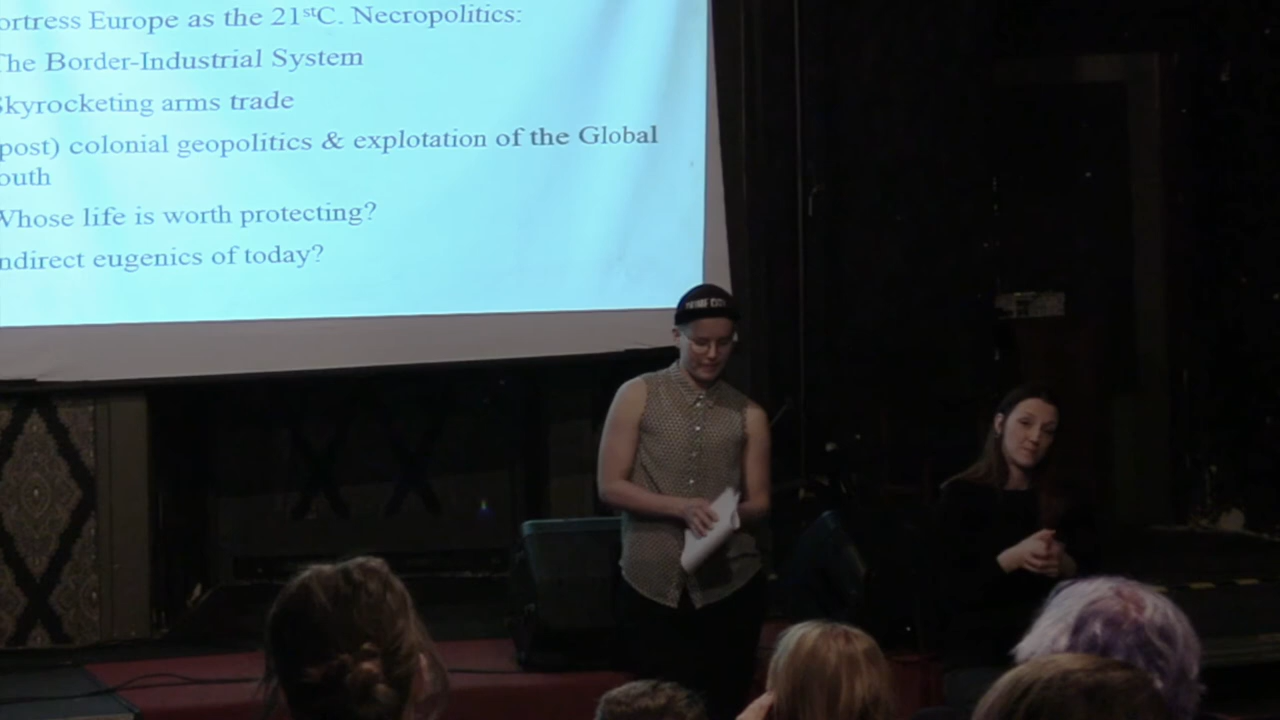 ortress Europe as the 21stC. Necropolitics:
The Border-Industrial System
Skyrocketing arms trade
post) colonial geopolitics & explotation of the Global
outh
Whose life is worth protecting?
ndirect eugenics of today?